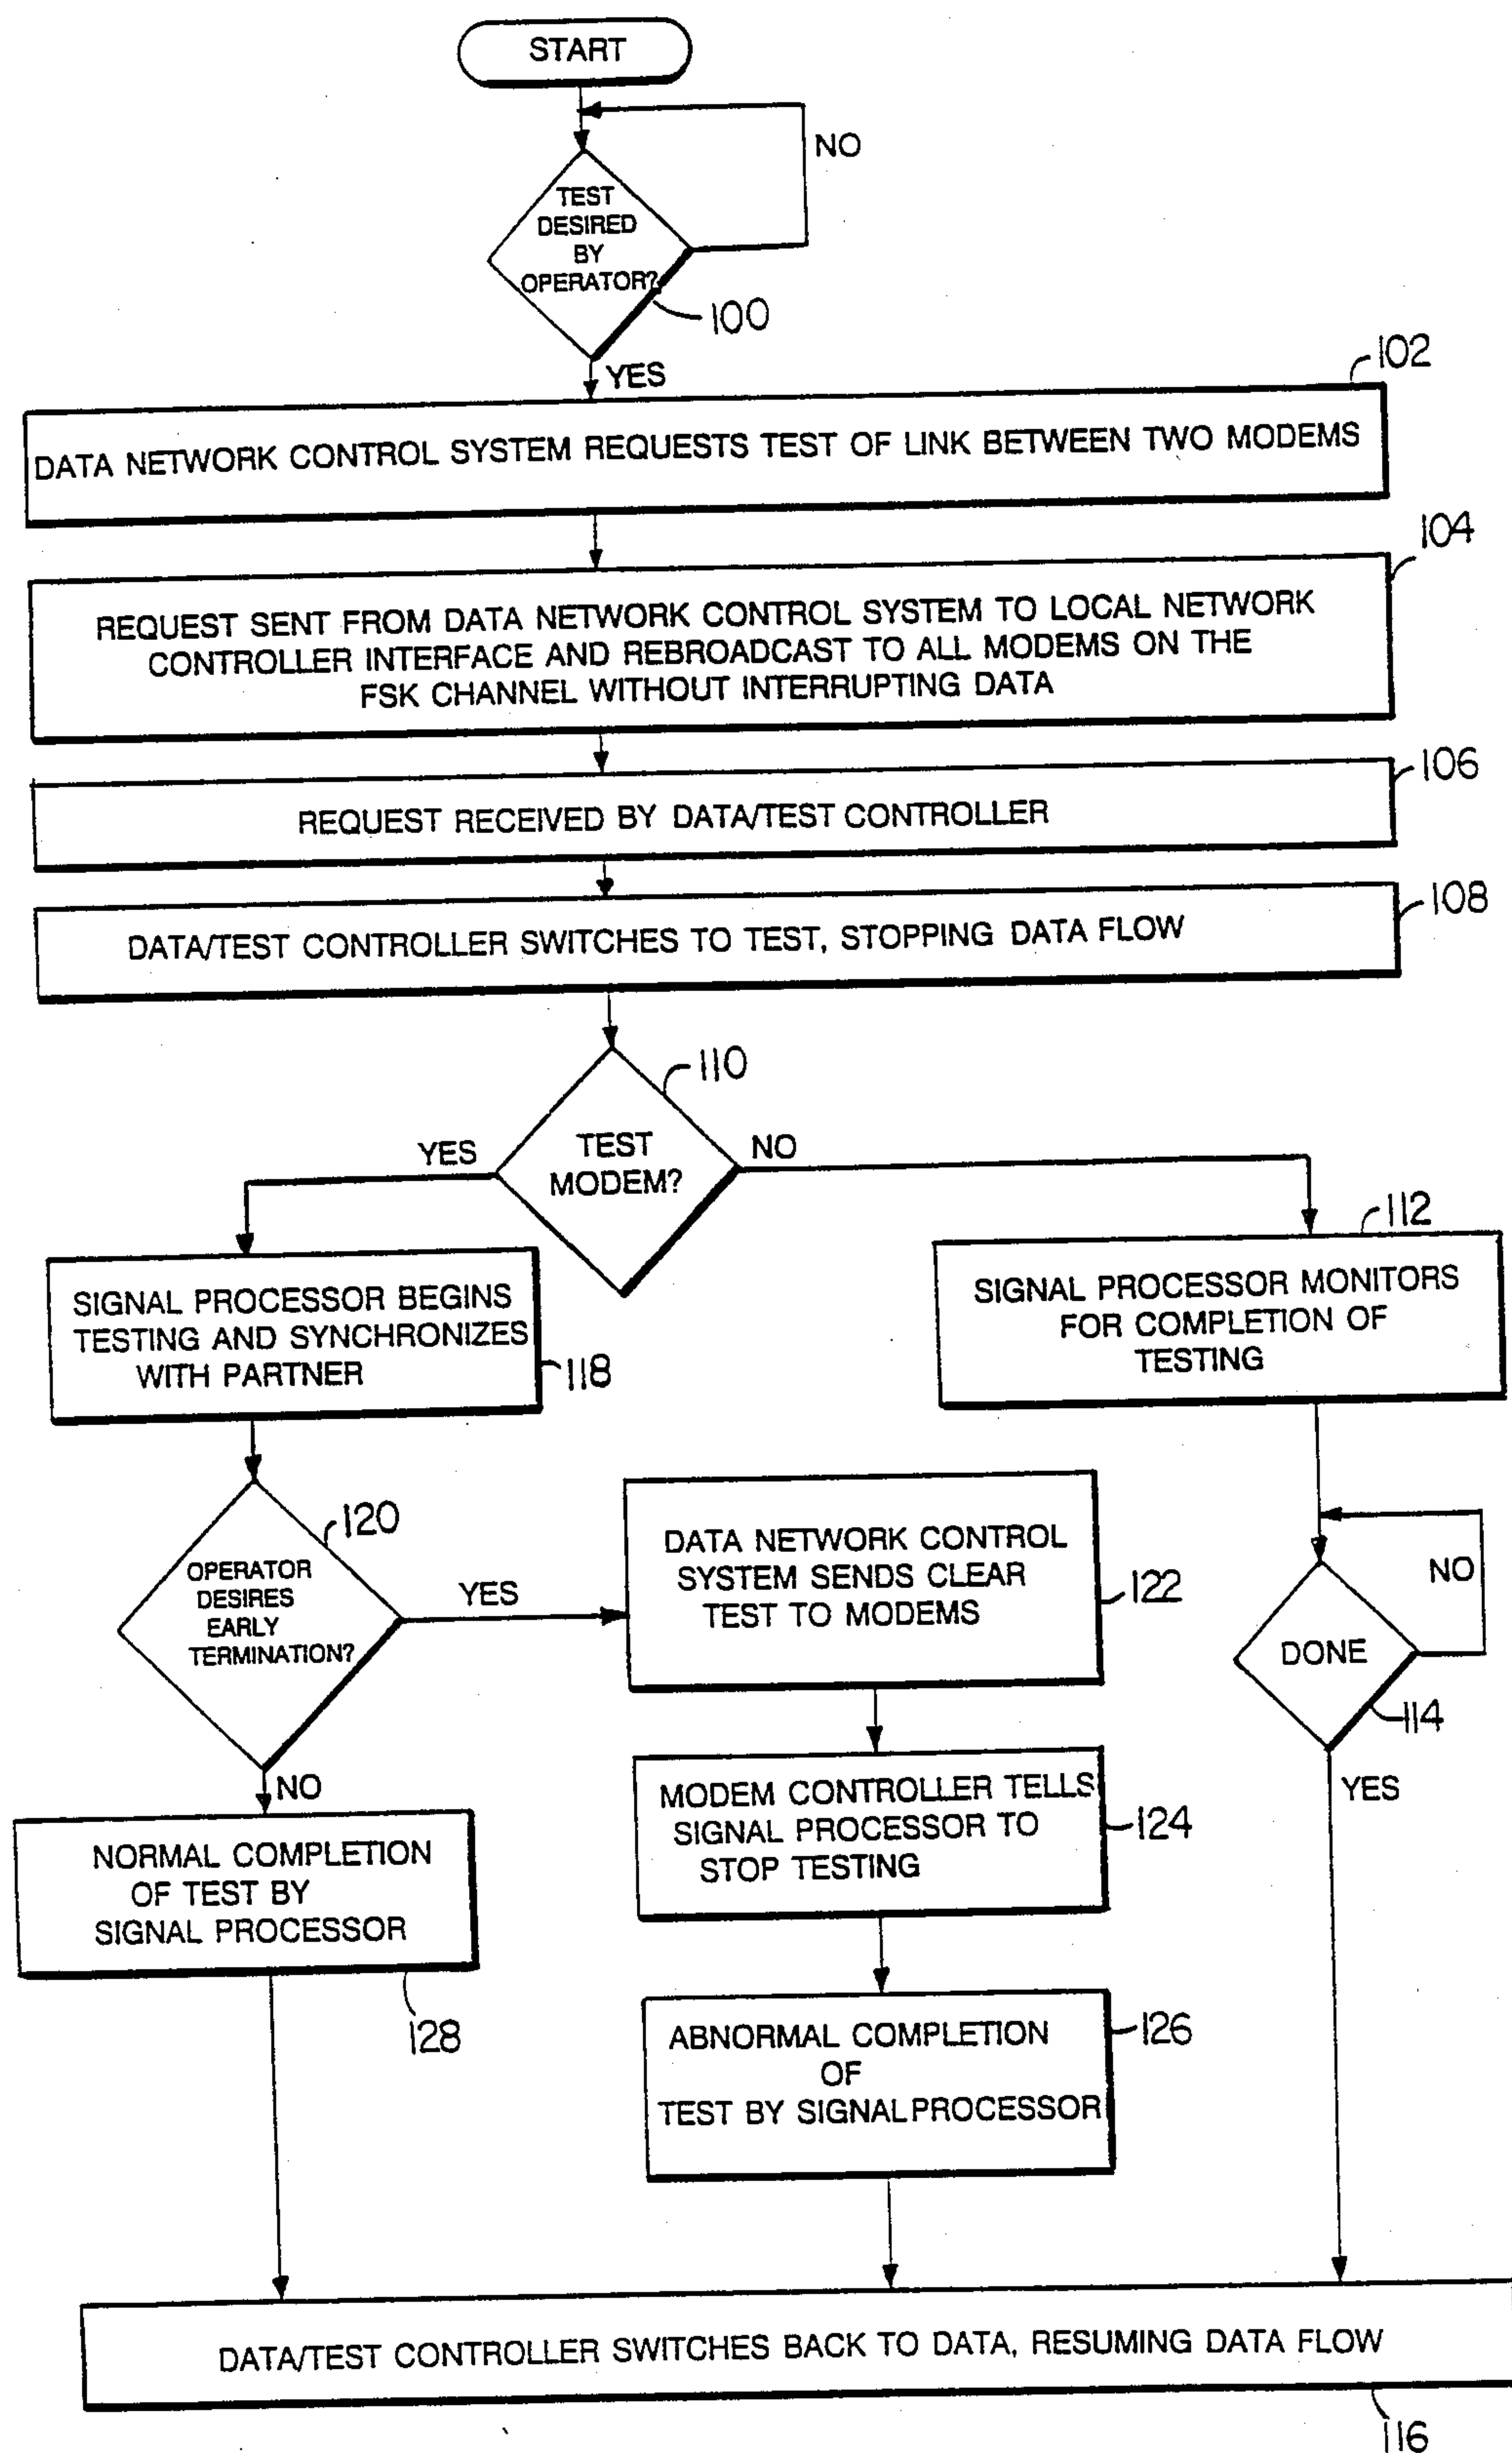 START
NO
TEST
DESIRED
BY
OPERATOR?
100
YES
102
DATA NETWORK CONTROL SYSTEM REQUESTS TEST OF LINK BETWEEN TWO MODEMS
104
REQUEST SENT FROM DATA NETWORK CONTROL SYSTEM TO LOCAL NETWORK
CONTROLLER INTERFACE AND REBROADCAST TO ALL MODEMS ON THE
FSK CHANNEL WITHOUT INTERRUPTING DATA
106
REQUEST RECEIVED BY DATA/TEST CONTROLLER
108
DATA/TEST CONTROLLER SWITCHES TO TEST, STOPPING DATA FLOW
110
YES
TEST
MODEM?
NO
112
SIGNAL PROCESSOR BEGINS
TESTING AND SYNCHRONIZES
WITH PARTNER
118
SIGNAL PROCESSOR MONITORS
FOR COMPLETION OF
TESTING
120
OPERATOR
DESIRES
EARLY
TERMINATION?
YES
DATA NETWORK CONTROL
SYSTEM SENDS CLEAR
TEST TO MODEMS
122
NO
DONE
114
YES
NO
NORMAL COMPLETION
OF TEST BY
SIGNAL PROCESSOR
128
MODEM CONTROLLER TELLS
SIGNAL PROCESSOR TO
STOP TESTING
124
ABNORMAL COMPLETION
OF
TEST BY SIGNAL PROCESSOR
126
DATA/TEST CONTROLLER SWITCHES BACK TO DATA, RESUMING DATA FLOW
116